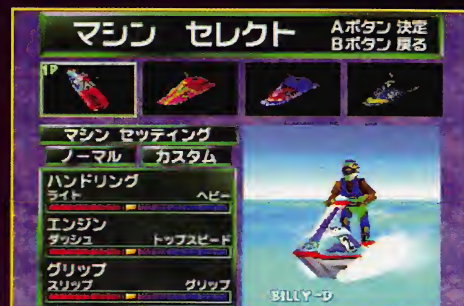 マシン セレクト
Aボタン 決定
Bボタン 戻る
1P
マシン セッティング
ノーマル カスタム
ハンドリング
ライト ヘビー
エンジン
ダッシュ トップスピード
グリップ
スリップ グリップ
BILLY-D